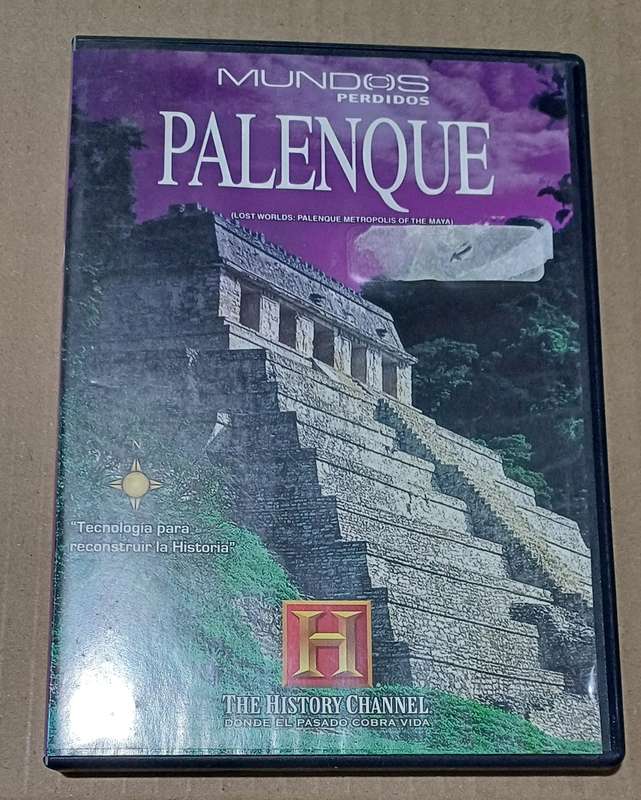 MUNDOS
PERDIDOS
PALENQUE
(LOST WORLDS: PALENQUE METROPOLIS OF THE MAYA)
N
"Tecnología para
reconstruir la Historia"
H
THE HISTORY CHANNEL
DONDE EL PASADO COBRA VIDA